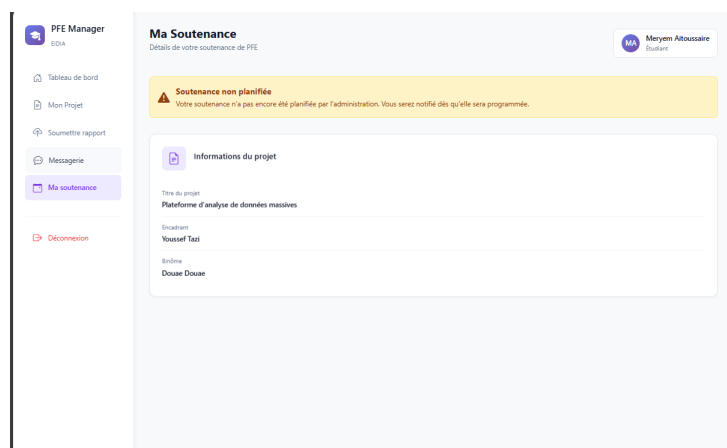 PFE Manager
EIDIA
Tableau de bord
Mon Projet
Soumettre rapport
Messagerie
Ma soutenance
Déconnexion
Ma Soutenance
Détails de votre soutenance de PFE
MA
Meryem Aitoussaire
Étudiant
Soutenance non planifiée
Votre soutenance n'a pas encore été planifiée par l'administration. Vous serez notifié dès qu'elle sera programmée.
Informations du projet
Titre du projet
Plateforme d'analyse de données massives
Encadrant
Youssef Tazi
Binôme
Douae Douae